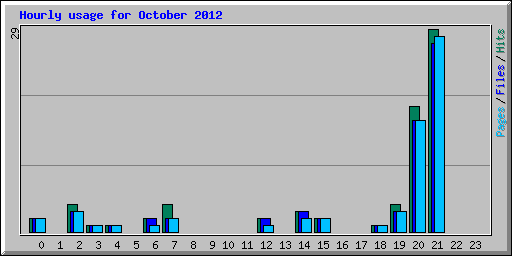 Hourly usage for October 2012
29
Pages/Files/Hits
0 1 2 3 4 5 6 7 8 9 10 11 12 13 14 15 16 17 18 19 20 21 22 23